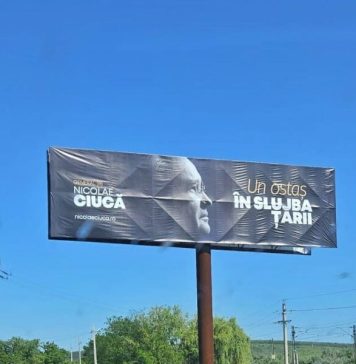 NICOLAE
CIUCĂ
nicolaeciuca.ro
Un ostaș
ÎN SLUJBA
ȚĂRII